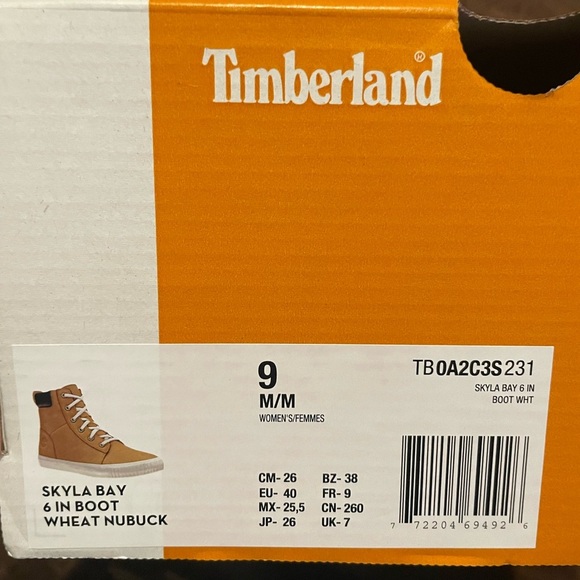 Timberland®
9
M/M
WOMEN'S/FEMMES
TB0A2C3S231
SKYLA BAY 6 IN
BOOT WHT
SKYLA BAY
6 IN BOOT
WHEAT NUBUCK
CM- 26 BZ- 38
EU- 40 FR- 9
MX- 25,5 CN- 260
JP- 26 UK- 7
7 72204 69492 6